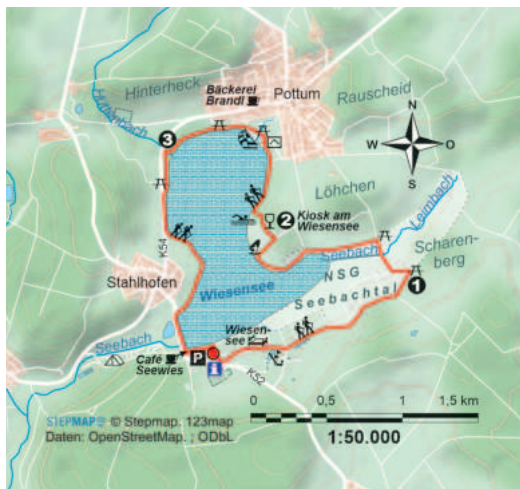 Hinterheck
Bäckerei
Brandl
Pottum
Rauscheid
Hüttenbach
3
N
W
O
S
Löhchen
Leimbach
2
Kiosk am
Wiesensee
K54
Seebach
Scharen-
berg
Stahlhofen
Wiesensee
NSG
Seebachtal
1
Seebach
Wiesen-
see
P
Café
Seewies
i
K52
0
0,5
1
1,5 km
STEPMAP © Stepmap. 123map
Daten: OpenStreetMap. ; ODbL
1:50.000